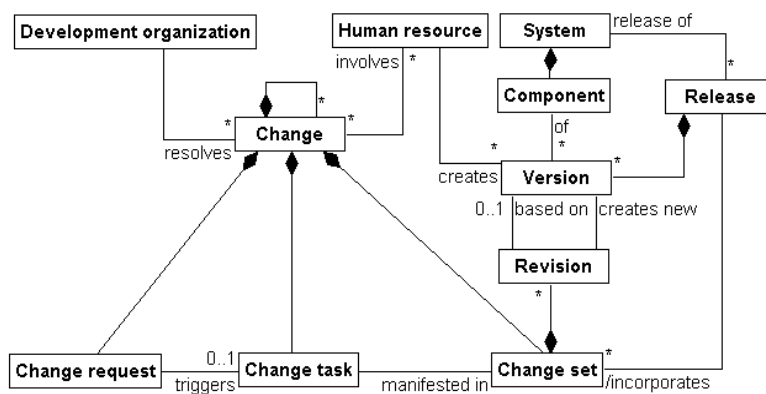 Development organization
Human resource
System
release of
involves
*
*
Component
Release
*
*
*
Change
resolves
of
*
*
*
creates
Version
0..1
based on
creates new
Revision
*
0..1
*
Change request
triggers
Change task
manifested in
Change set
/incorporates